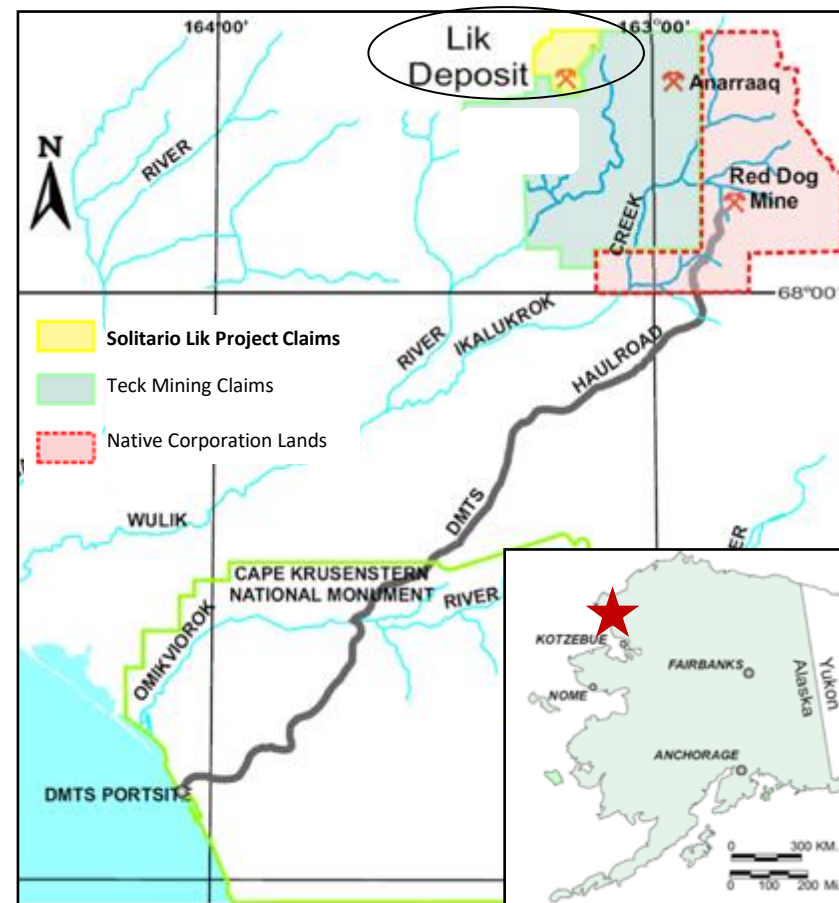 164°00'
163°00'
Lik
Deposit
Anarraaq
N
RIVER
Red Dog
Mine
CREEK
68°00'
Solitario Lik Project Claims
Teck Mining Claims
Native Corporation Lands
RIVER
IKALUKROK
HAULROAD
DMTS
WULIK
CAPE KRUSENSTERN
NATIONAL MONUMENT
RIVER
OMIKVIOROK
DMTS PORTSITE
KOTZEBUE
FAIRBANKS
NOME
ANCHORAGE
Alaska
Yukon
0 300 KM.
0 100 200 Mi.